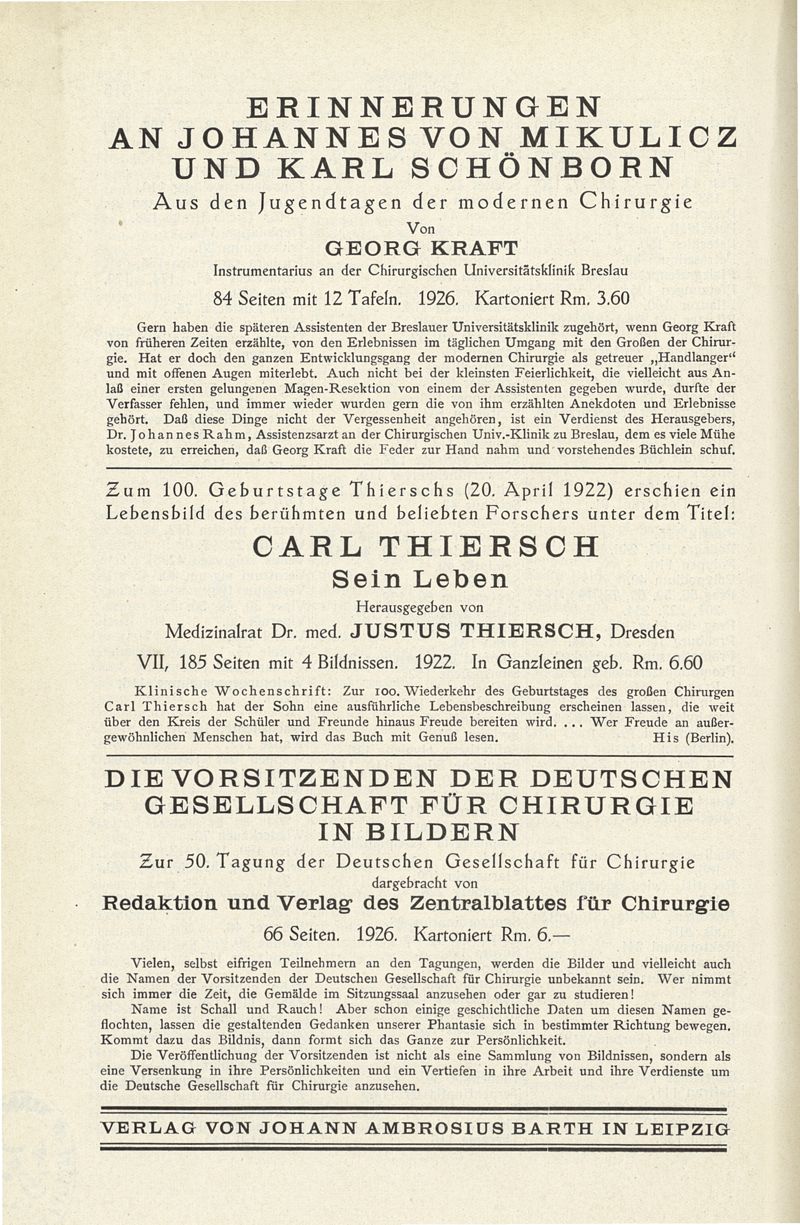 ERINNERUNGEN
AN JOHANNES VON MIKULICZ
UND KARL SCHÖNBORN
Aus den Jugendtagen der modernen Chirurgie
Von
GEORG KRAFT
Instrumentarius an der Chirurgischen Universitätsklinik Breslau
84 Seiten mit 12 Tafeln. 1926. Kartoniert Rm. 3.60
Gern haben die späteren Assistenten der Breslauer Universitätsklinik zugehört, wenn Georg Kraft
von früheren Zeiten erzählte, von den Erlebnissen im täglichen Umgang mit den Großen der Chirur-
gie. Hat er doch den ganzen Entwicklungsgang der modernen Chirurgie als getreuer „Handlanger“
und mit offenen Augen miterlebt. Auch nicht bei der kleinsten Feierlichkeit, die vielleicht aus An-
laß einer ersten gelungenen Magen-Resektion von einem der Assistenten gegeben wurde, durfte der
Verfasser fehlen, und immer wieder wurden gern die von ihm erzählten Anekdoten und Erlebnisse
gehört. Daß diese Dinge nicht der Vergessenheit angehören, ist ein Verdienst des Herausgebers,
Dr. Johannes Rahm, Assistenzsarzt an der Chirurgischen Univ.-Klinik zu Breslau, dem es viele Mühe
kostete, zu erreichen, daß Georg Kraft die Feder zur Hand nahm und vorstehendes Büchlein schuf.
Zum 100. Geburtstage Thierschs (20. April 1922) erschien ein
Lebensbild des berühmten und beliebten Forschers unter dem Titel:
CARL THIERSCH
Sein Leben
Herausgegeben von
Medizinalrat Dr. med. JUSTUS THIERSCH, Dresden
VII, 185 Seiten mit 4 Bildnissen. 1922. In Ganzleinen geb. Rm. 6.60
Klinische Wochenschrift: Zur 100. Wiederkehr des Geburtstages des großen Chirurgen
Carl Thiersch hat der Sohn eine ausführliche Lebensbeschreibung erscheinen lassen, die weit
über den Kreis der Schüler und Freunde hinaus Freude bereiten wird. ... Wer Freude an außer-
gewöhnlichen Menschen hat, wird das Buch mit Genuß lesen. His (Berlin).
DIE VORSITZENDEN DER DEUTSCHEN
GESELLSCHAFT FÜR CHIRURGIE
IN BILDERN
Zur 50. Tagung der Deutschen Gesellschaft für Chirurgie
dargebracht von
Redaktion und Verlag des Zentralblattes für Chirurgie
66 Seiten. 1926. Kartoniert Rm. 6.—
Vielen, selbst eifrigen Teilnehmern an den Tagungen, werden die Bilder und vielleicht auch
die Namen der Vorsitzenden der Deutschen Gesellschaft für Chirurgie unbekannt sein. Wer nimmt
sich immer die Zeit, die Gemälde im Sitzungssaal anzusehen oder gar zu studieren!
Name ist Schall und Rauch! Aber schon einige geschichtliche Daten um diesen Namen ge-
flochten, lassen die gestaltenden Gedanken unserer Phantasie sich in bestimmter Richtung bewegen.
Kommt dazu das Bildnis, dann formt sich das Ganze zur Persönlichkeit.
Die Veröffentlichung der Vorsitzenden ist nicht als eine Sammlung von Bildnissen, sondern als
eine Versenkung in ihre Persönlichkeiten und ein Vertiefen in ihre Arbeit und ihre Verdienste um
die Deutsche Gesellschaft für Chirurgie anzusehen.
VERLAG VON JOHANN AMBROSIUS BARTH IN LEIPZIG